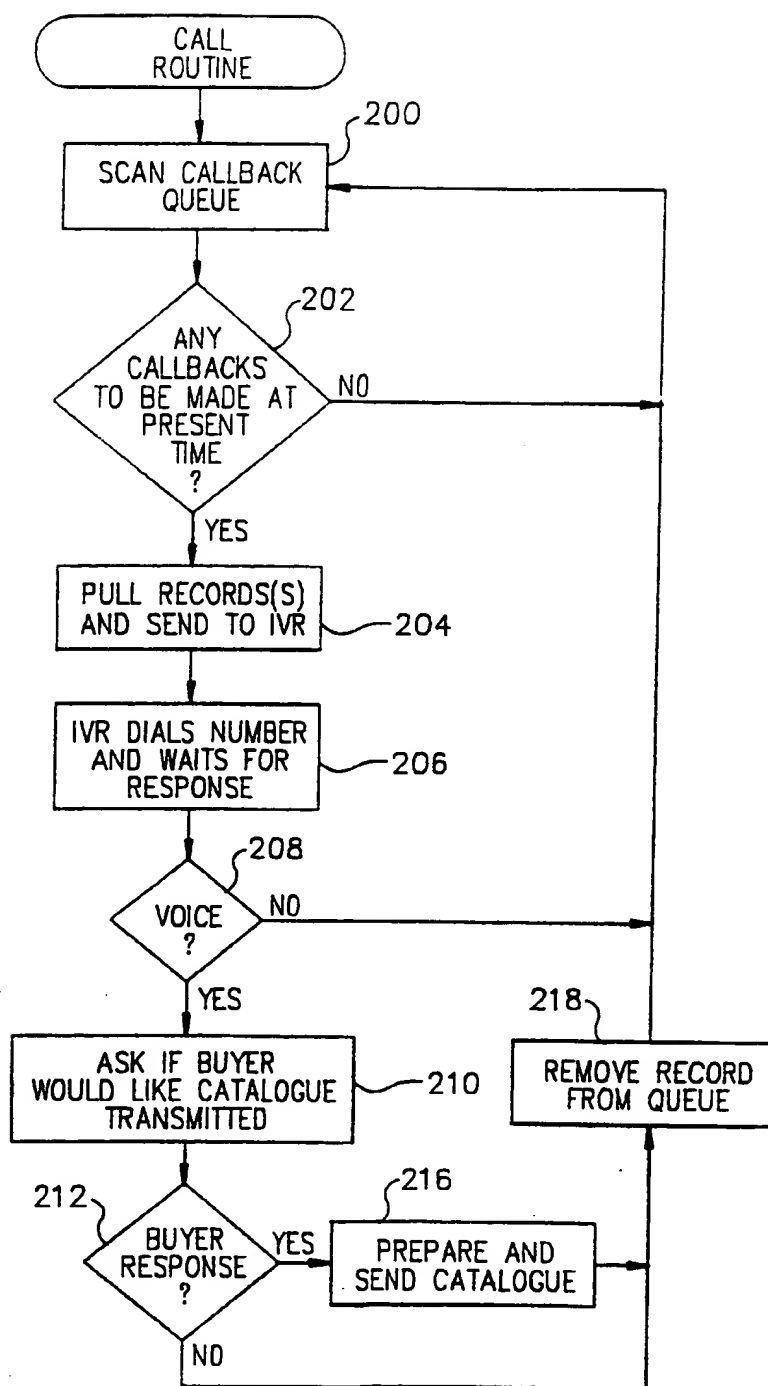 CALL
ROUTINE
200
SCAN CALLBACK
QUEUE
202
ANY
CALLBACKS
TO BE MADE AT
PRESENT
TIME
?
NO
YES
PULL RECORDS(S)
AND SEND TO IVR
204
IVR DIALS NUMBER
AND WAITS FOR
RESPONSE
206
208
VOICE
?
NO
YES
218
ASK IF BUYER
WOULD LIKE CATALOGUE
TRANSMITTED
210
REMOVE RECORD
FROM QUEUE
212
216
BUYER
RESPONSE
?
YES
PREPARE AND
SEND CATALOGUE
NO